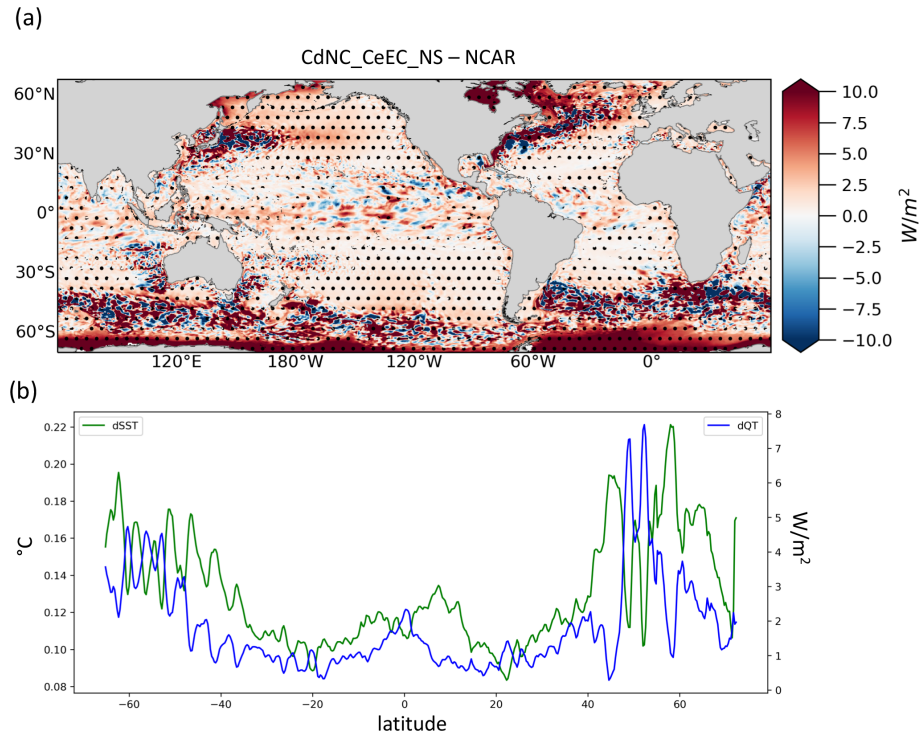 (a)
CdNC_CeEC_NS – NCAR
60°N
30°N
0°
30°S
60°S
120°E
180°W
120°W
60°W
0°
10.0
7.5
5.0
2.5
0.0
−2.5
−5.0
−7.5
−10.0
W/m²
(b)
dSST
dQT
0.22
0.20
0.18
0.16
0.14
0.12
0.10
0.08
°C
8
7
6
5
4
3
2
1
0
W/m²
−60
−40
−20
0
20
40
60
latitude